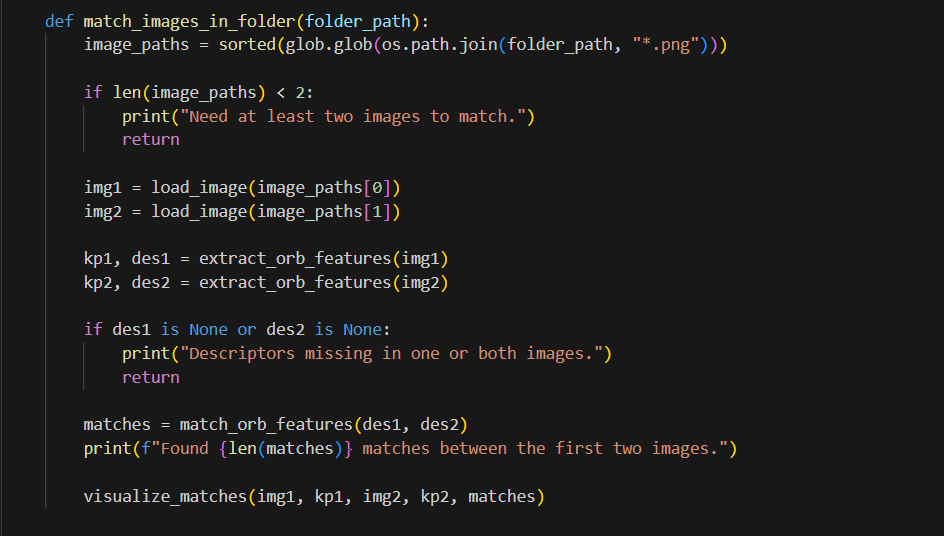 def match_images_in_folder(folder_path):
    image_paths = sorted(glob.glob(os.path.join(folder_path, "*.png")))
    if len(image_paths) < 2:
        print("Need at least two images to match.")
        return
    img1 = load_image(image_paths[0])
    img2 = load_image(image_paths[1])
    kp1, des1 = extract_orb_features(img1)
    kp2, des2 = extract_orb_features(img2)
    if des1 is None or des2 is None:
        print("Descriptors missing in one or both images.")
        return
    matches = match_orb_features(des1, des2)
    print(f"Found {len(matches)} matches between the first two images.")
    visualize_matches(img1, kp1, img2, kp2, matches)